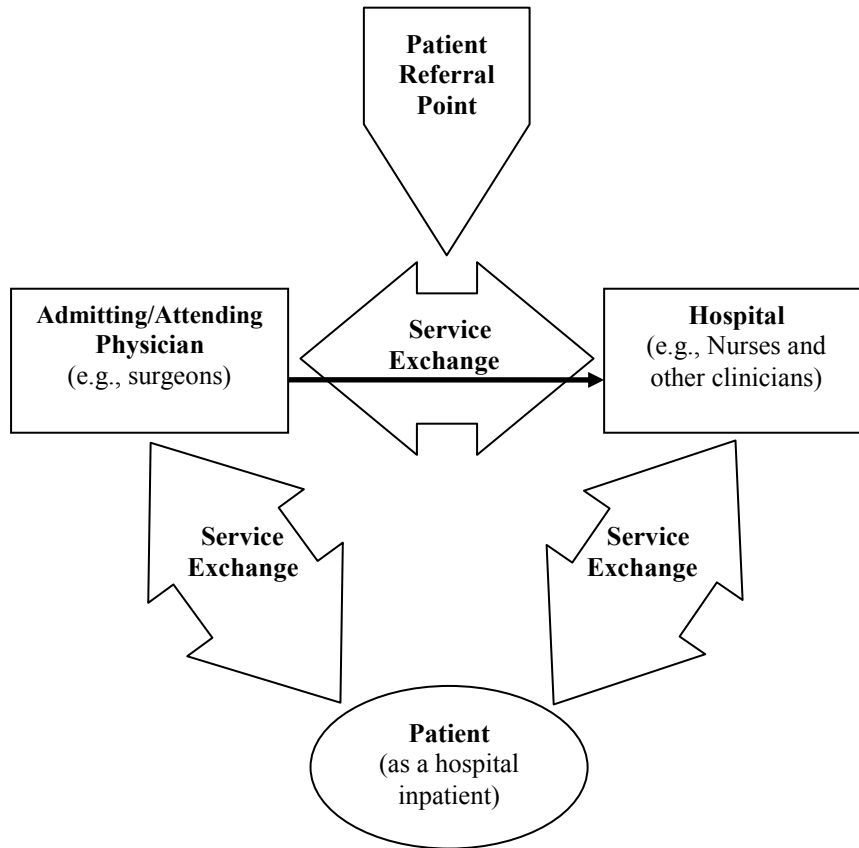 Patient
Referral
Point
Admitting/Attending
Physician
(e.g., surgeons)
Service
Exchange
Hospital
(e.g., Nurses and
other clinicians)
Service
Exchange
Service
Exchange
Patient
(as a hospital
inpatient)